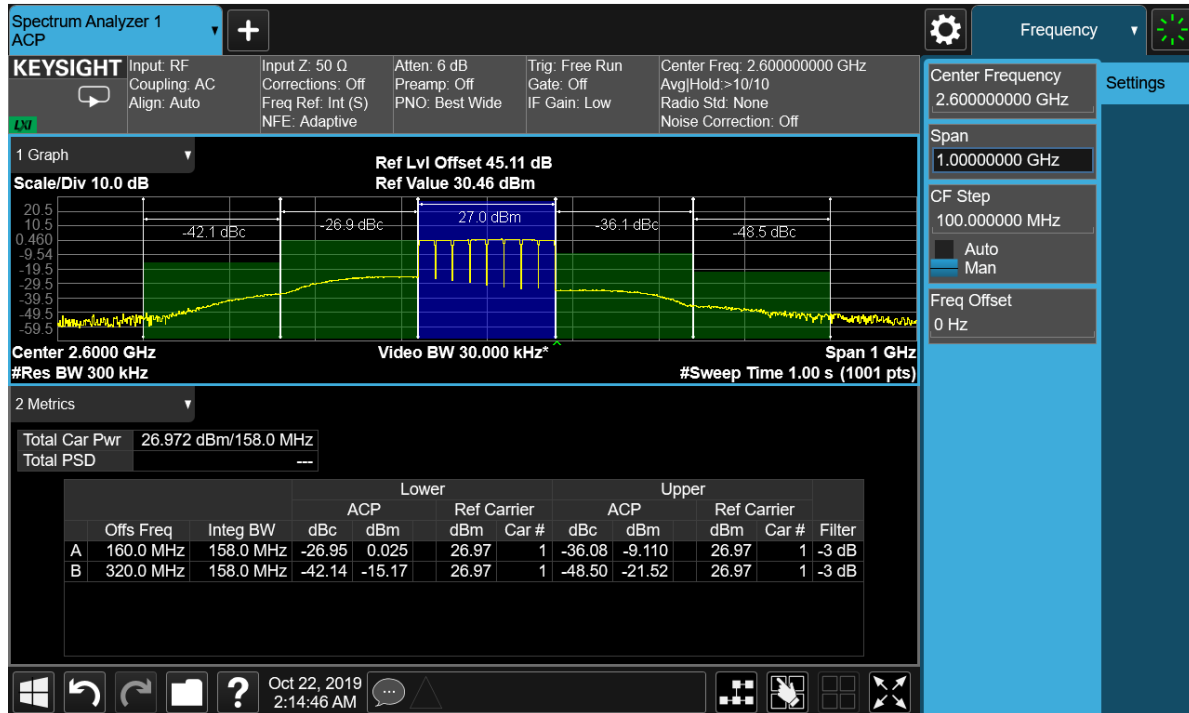 Spectrum Analyzer 1
ACP
+
Frequency
KEYSIGHT
LXI
Input: RF
Coupling: AC
Align: Auto
Input Z: 50 Ω
Corrections: Off
Freq Ref: Int (S)
NFE: Adaptive
Atten: 6 dB
Preamp: Off
PNO: Best Wide
Trig: Free Run
Gate: Off
IF Gain: Low
Center Freq: 2.600000000 GHz
Avg|Hold:>10/10
Radio Std: None
Noise Correction: Off
Center Frequency
2.600000000 GHz
Settings
Span
1.00000000 GHz
CF Step
100.000000 MHz
Auto
Man
Freq Offset
0 Hz
1 Graph
Scale/Div 10.0 dB
Ref Lvl Offset 45.11 dB
Ref Value 30.46 dBm
20.5
10.5
0.460
-9.54
-19.5
-29.5
-39.5
-49.5
-59.5
-42.1 dBc
-26.9 dBc
27.0 dBm
-36.1 dBc
-48.5 dBc
Center 2.6000 GHz
Video BW 30.000 kHz*
Span 1 GHz
#Res BW 300 kHz
#Sweep Time 1.00 s (1001 pts)
2 Metrics
Total Car Pwr 26.972 dBm/158.0 MHz
Total PSD ---
Lower Upper
ACP Ref Carrier ACP Ref Carrier
Offs Freq Integ BW dBc dBm dBm Car # dBc dBm dBm Car # Filter
A 160.0 MHz 158.0 MHz -26.95 0.025 26.97 1 -36.08 -9.110 26.97 1 -3 dB
B 320.0 MHz 158.0 MHz -42.14 -15.17 26.97 1 -48.50 -21.52 26.97 1 -3 dB
?
Oct 22, 2019
2:14:46 AM